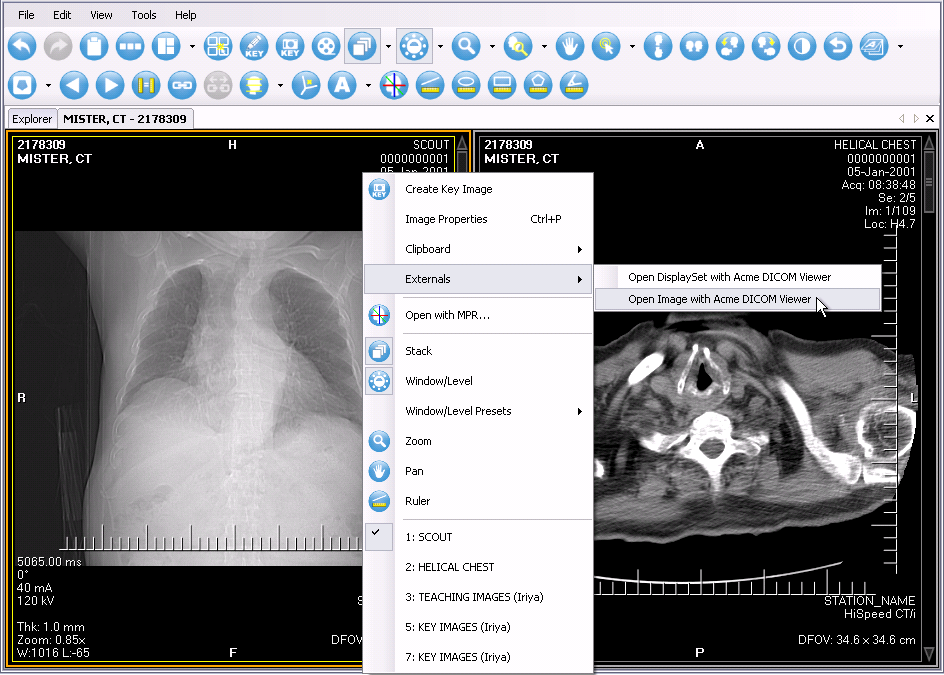 File Edit View Tools Help
KEY KEY
A
Explorer MISTER, CT - 2178309
2178309 H SCOUT
MISTER, CT 0000000001
05-Jan-2001
R
5065.00 ms
0°
40 mA
120 kV S
Thk: 1.0 mm
Zoom: 0.85x DFOV
W:1016 L:-65 F
KEY Create Key Image
Image Properties Ctrl+P
Clipboard
Externals
Open with MPR...
Stack
Window/Level
Window/Level Presets
Zoom
Pan
Ruler
1: SCOUT
2: HELICAL CHEST
3: TEACHING IMAGES (Iriya)
5: KEY IMAGES (Iriya)
7: KEY IMAGES (Iriya)
Open DisplaySet with Acme DICOM Viewer
Open Image with Acme DICOM Viewer
2178309 A HELICAL CHEST
MISTER, CT 0000000001
05-Jan-2001
Acq: 08:38:48
Se: 2/5
Im: 1/109
Loc: H4.7
L
STATION_NAME
HiSpeed CT/i
DFOV: 34.6 x 34.6 cm
P